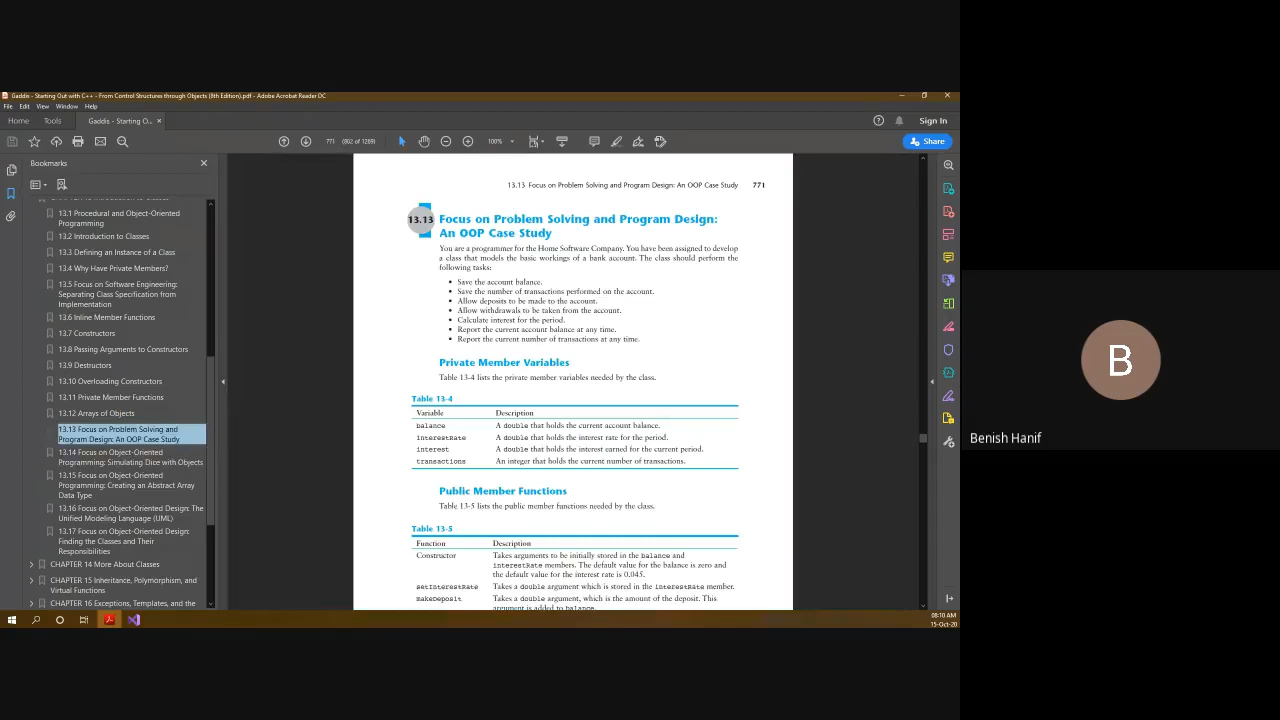 Gaddis - Starting Out with C++ - From Control Structures through Objects (8th Edition).pdf - Adobe Acrobat Reader DC
File Edit View Window Help
Home Tools Gaddis - Starting O... × Sign In
771 (802 of 1289) 100% Share
Bookmarks
13.1 Procedural and Object-Oriented
Programming
13.2 Introduction to Classes
13.3 Defining an Instance of a Class
13.4 Why Have Private Members?
13.5 Focus on Software Engineering:
Separating Class Specification from
Implementation
13.6 Inline Member Functions
13.7 Constructors
13.8 Passing Arguments to Constructors
13.9 Destructors
13.10 Overloading Constructors
13.11 Private Member Functions
13.12 Arrays of Objects
13.13 Focus on Problem Solving and
Program Design: An OOP Case Study
13.14 Focus on Object-Oriented
Programming: Simulating Dice with Objects
13.15 Focus on Object-Oriented
Programming: Creating an Abstract Array
Data Type
13.16 Focus on Object-Oriented Design: The
Unified Modeling Language (UML)
13.17 Focus on Object-Oriented Design:
Finding the Classes and Their
Responsibilities
CHAPTER 14 More About Classes
CHAPTER 15 Inheritance, Polymorphism, and
Virtual Functions
CHAPTER 16 Exceptions, Templates, and the
13.13 Focus on Problem Solving and Program Design: An OOP Case Study 771
13.13 Focus on Problem Solving and Program Design:
An OOP Case Study
You are a programmer for the Home Software Company. You have been assigned to develop
a class that models the basic workings of a bank account. The class should perform the
following tasks:
• Save the account balance.
• Save the number of transactions performed on the account.
• Allow deposits to be made to the account.
• Allow withdrawals to be taken from the account.
• Calculate interest for the period.
• Report the current account balance at any time.
• Report the current number of transactions at any time.
Private Member Variables
Table 13-4 lists the private member variables needed by the class.
Table 13-4
Variable Description
balance A double that holds the current account balance.
interestRate A double that holds the interest rate for the period.
interest A double that holds the interest earned for the current period.
transactions An integer that holds the current number of transactions.
Public Member Functions
Table 13-5 lists the public member functions needed by the class.
Table 13-5
Function Description
Constructor Takes arguments to be initially stored in the balance and
interestRate members. The default value for the balance is zero and
the default value for the interest rate is 0.045.
setInterestRate Takes a double argument which is stored in the interestRate member.
makeDeposit Takes a double argument, which is the amount of the deposit. This
argument is added to balance.
08:10 AM
15-Oct-20
B
Benish Hanif